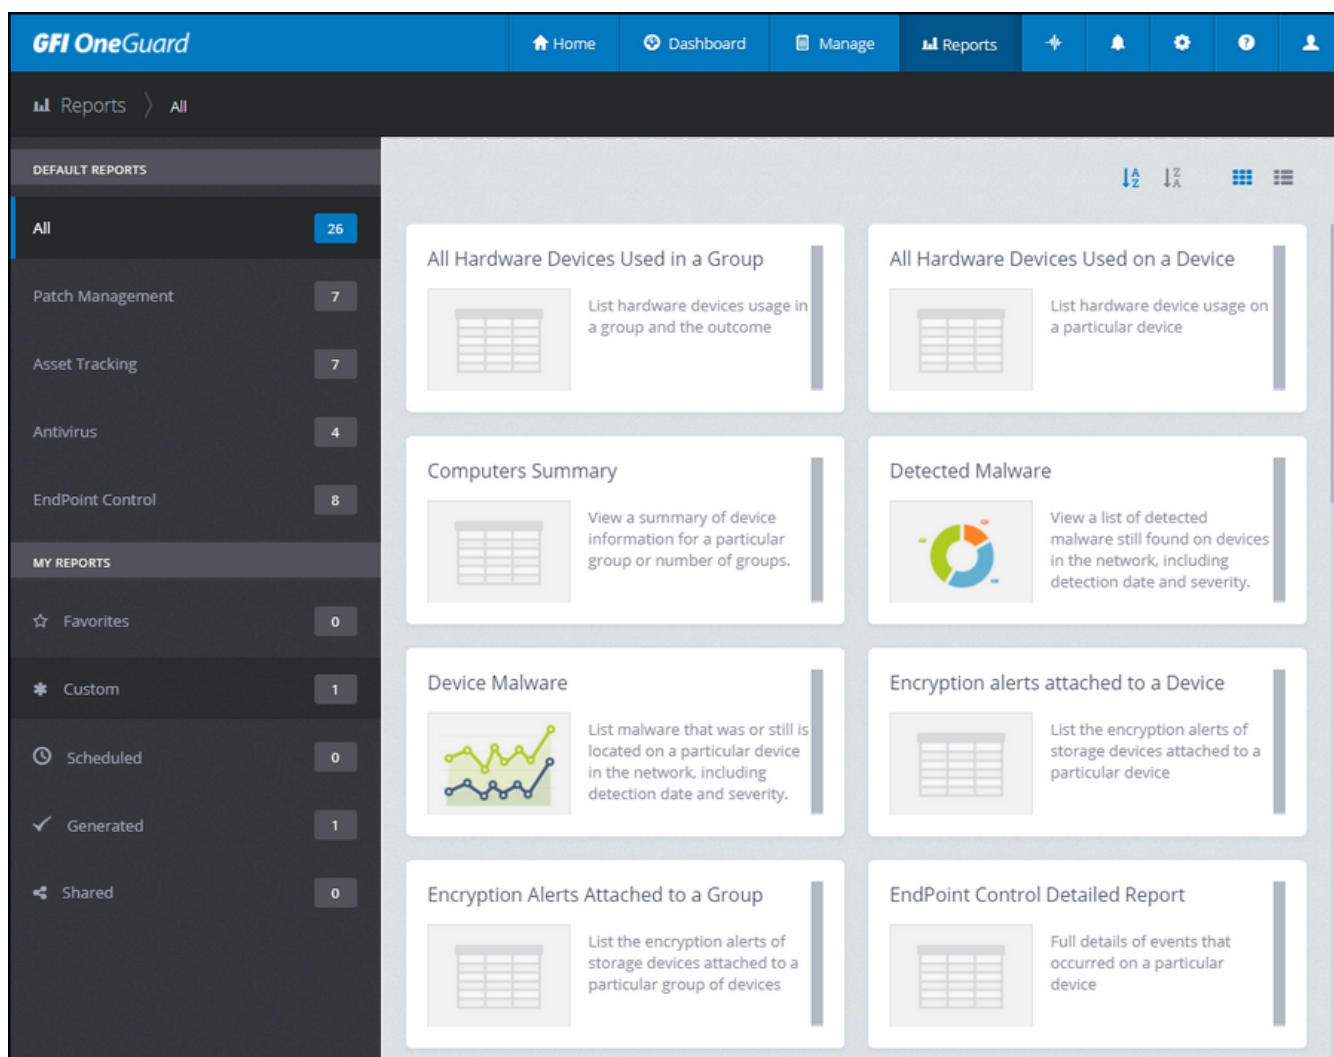 GFI OneGuard
Home
Dashboard
Manage
Reports
Reports
All
DEFAULT REPORTS
All
26
Patch Management
7
Asset Tracking
7
Antivirus
4
EndPoint Control
8
MY REPORTS
Favorites
0
Custom
1
Scheduled
0
Generated
1
Shared
0
A
Z
Z
A
All Hardware Devices Used in a Group
List hardware devices usage in
a group and the outcome
All Hardware Devices Used on a Device
List hardware device usage on
a particular device
Computers Summary
View a summary of device
information for a particular
group or number of groups.
Detected Malware
View a list of detected
malware still found on devices
in the network, including
detection date and severity.
Device Malware
List malware that was or still is
located on a particular device
in the network, including
detection date and severity.
Encryption alerts attached to a Device
List the encryption alerts of
storage devices attached to a
particular device
Encryption Alerts Attached to a Group
List the encryption alerts of
storage devices attached to a
particular group of devices
EndPoint Control Detailed Report
Full details of events that
occurred on a particular
device